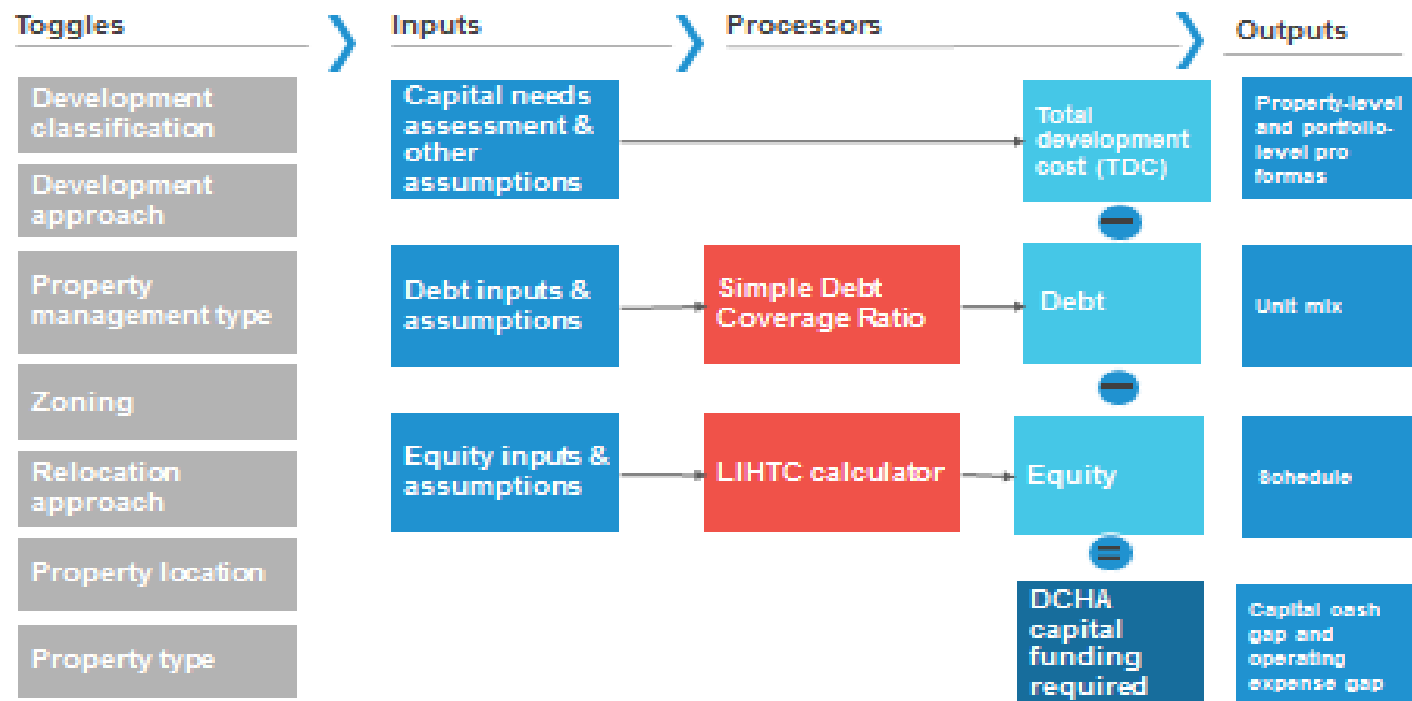 Toggles
Inputs
Processors
Outputs
Development
classification
Development
approach
Property
management type
Zoning
Relocation
approach
Property location
Property type
Capital needs
assessment &
other
assumptions
Debt inputs &
assumptions
Equity inputs &
assumptions
Simple Debt
Coverage Ratio
LIHTC calculator
Total
development
cost (TDC)
−
Debt
−
Equity
=
DCHA
capital
funding
required
Property-level
and portfolio-
level pro
formas
Unit mix
Schedule
Capital cash
gap and
operating
expense gap